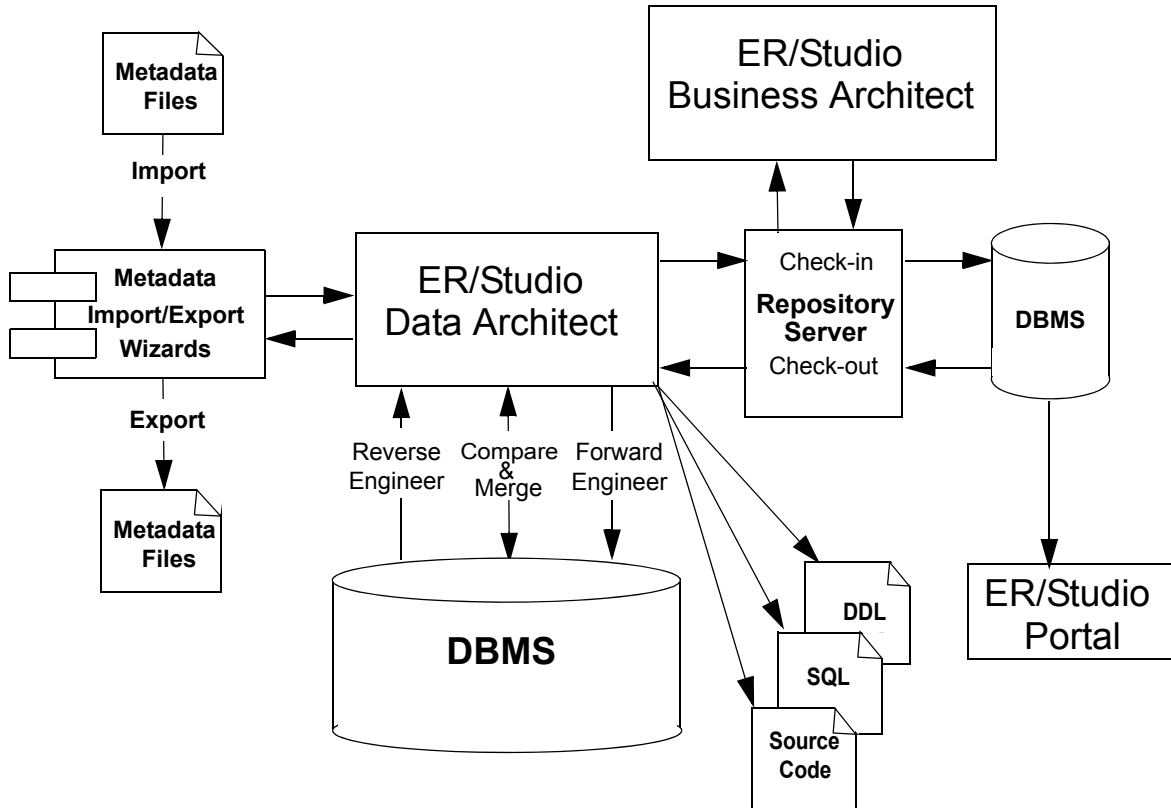 Metadata
Files
Import
Metadata
Import/Export
Wizards
Export
Metadata
Files
ER/Studio
Data Architect
Reverse
Engineer
Compare
&
Merge
Forward
Engineer
DBMS
ER/Studio
Business Architect
Check-in
Repository
Server
Check-out
DBMS
ER/Studio
Portal
DDL
SQL
Source
Code